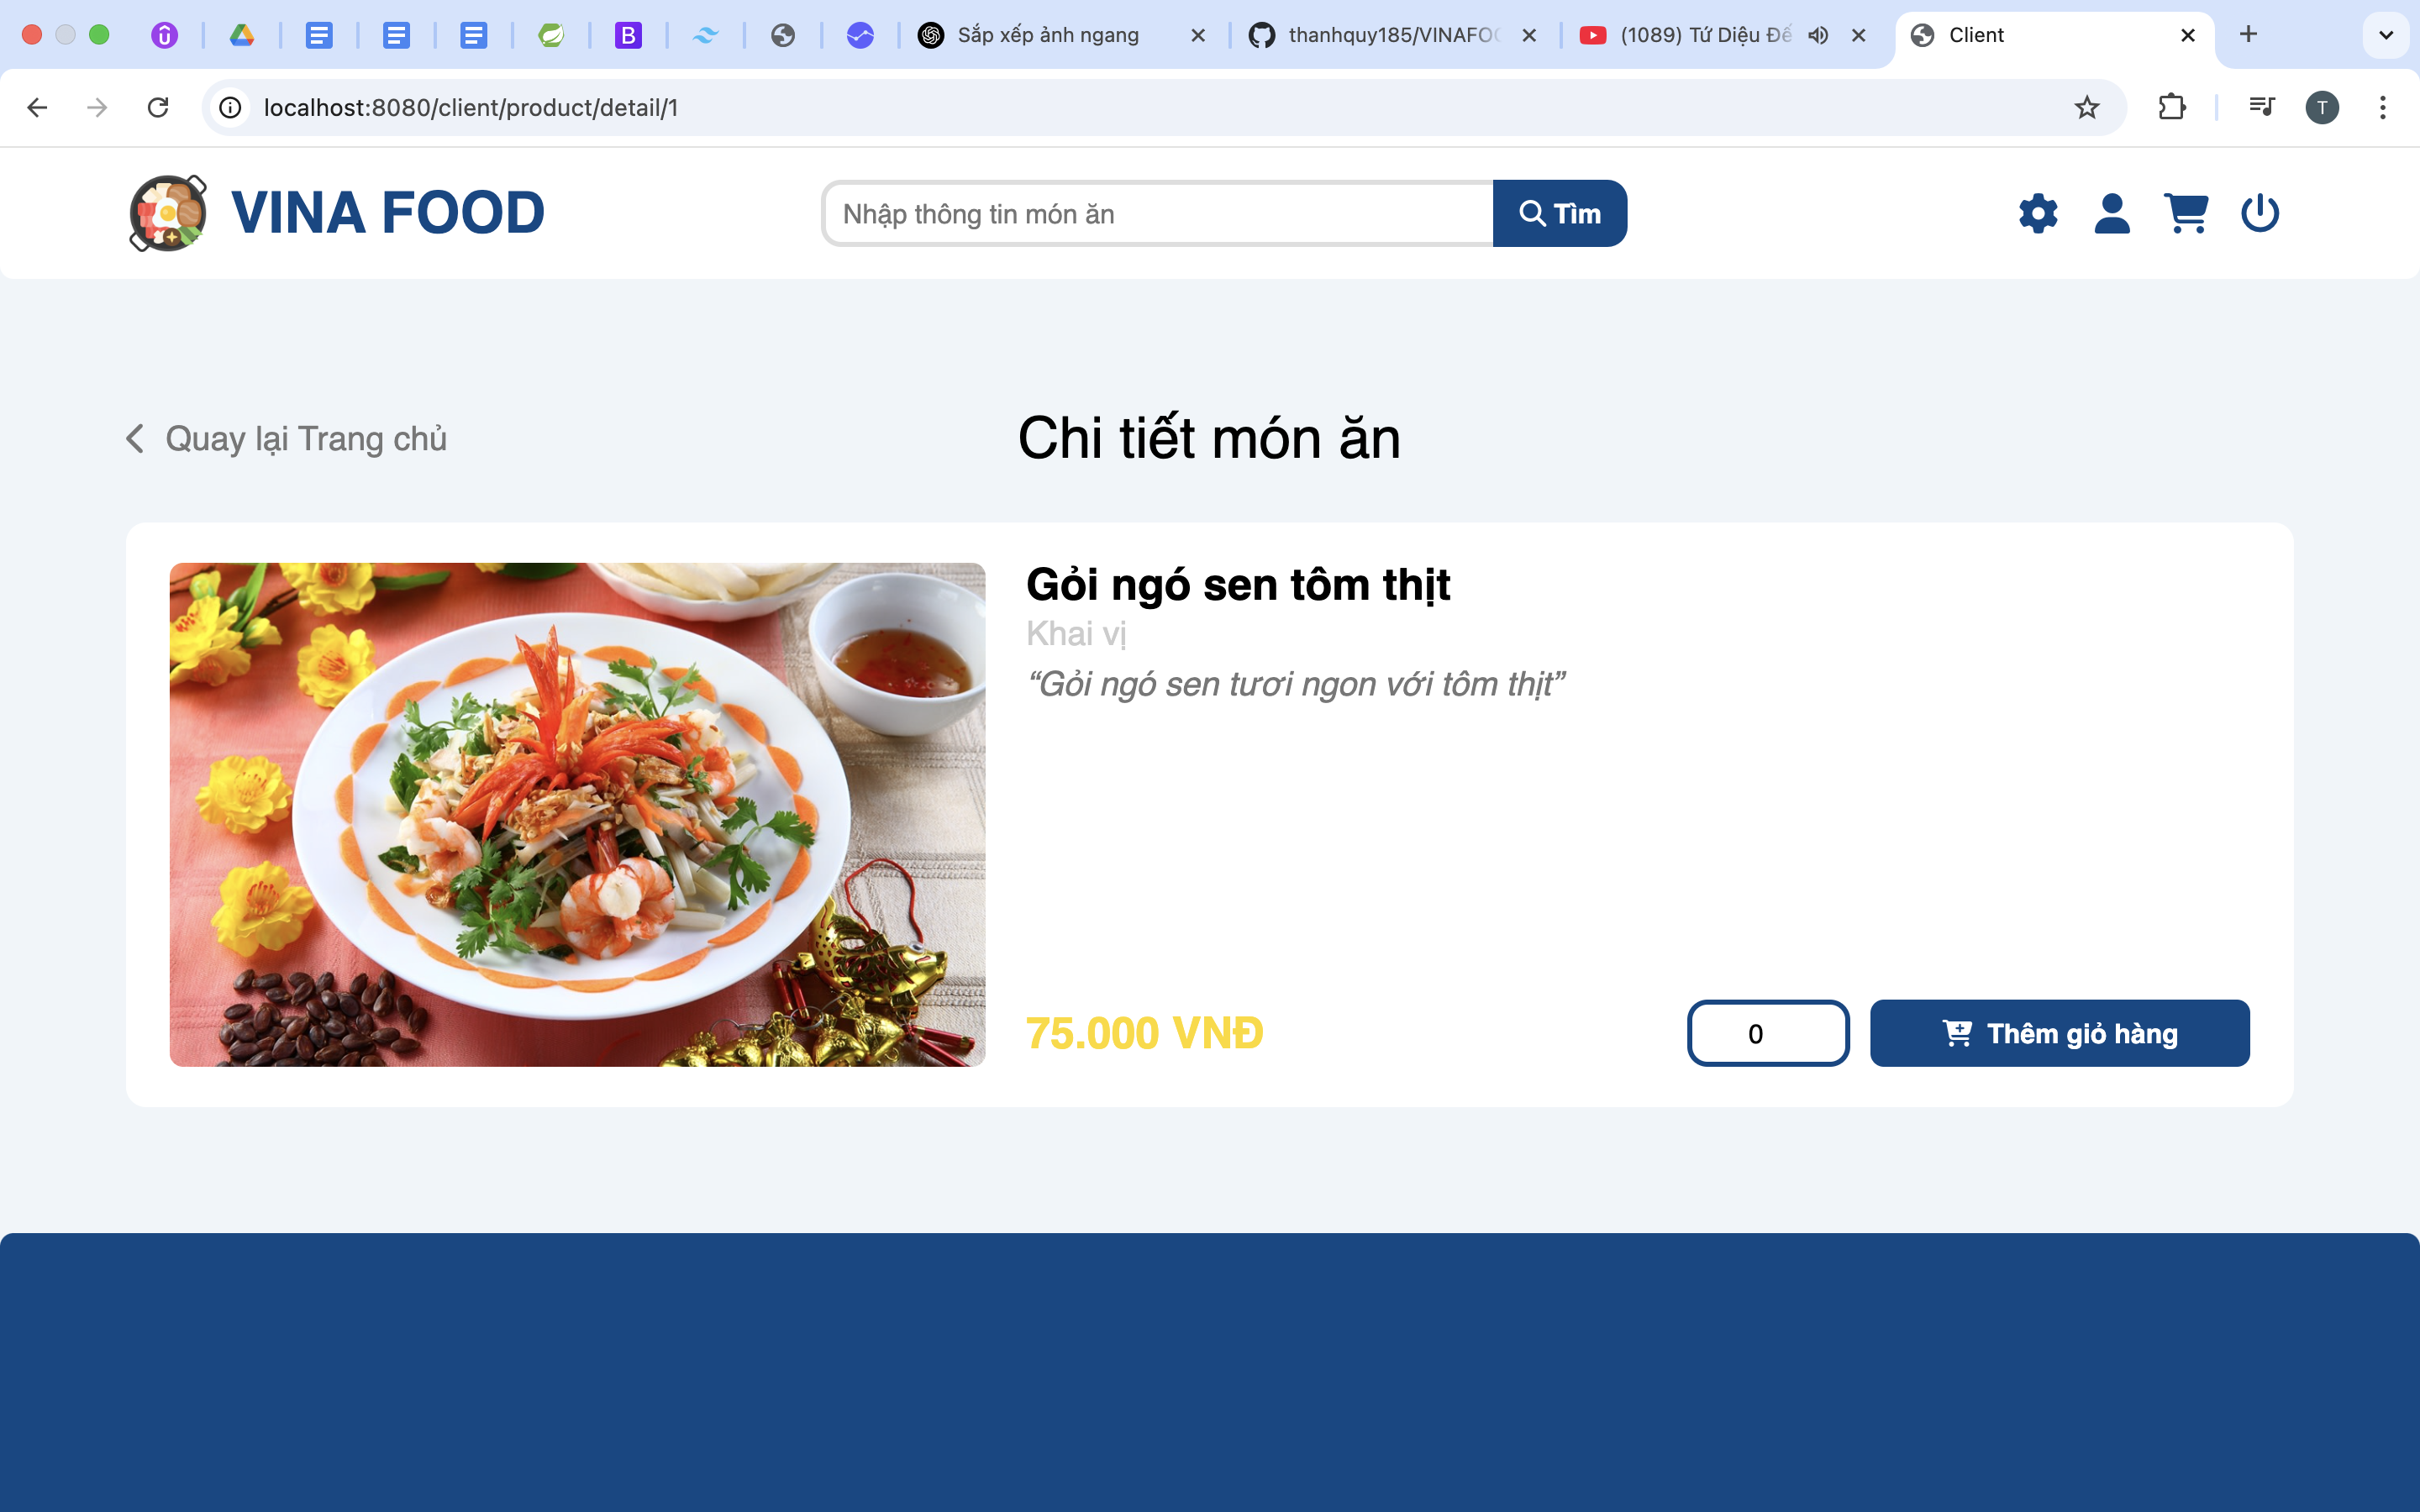 Sắp xếp ảnh ngang
thanhquy185/VINAFOO
(1089) Tứ Diệu Đế
Client
localhost:8080/client/product/detail/1
T
VINA FOOD
Nhập thông tin món ăn
Tìm
Quay lại Trang chủ
Chi tiết món ăn
Gỏi ngó sen tôm thịt
Khai vị
“Gỏi ngó sen tươi ngon với tôm thịt”
75.000 VNĐ
0
Thêm giỏ hàng